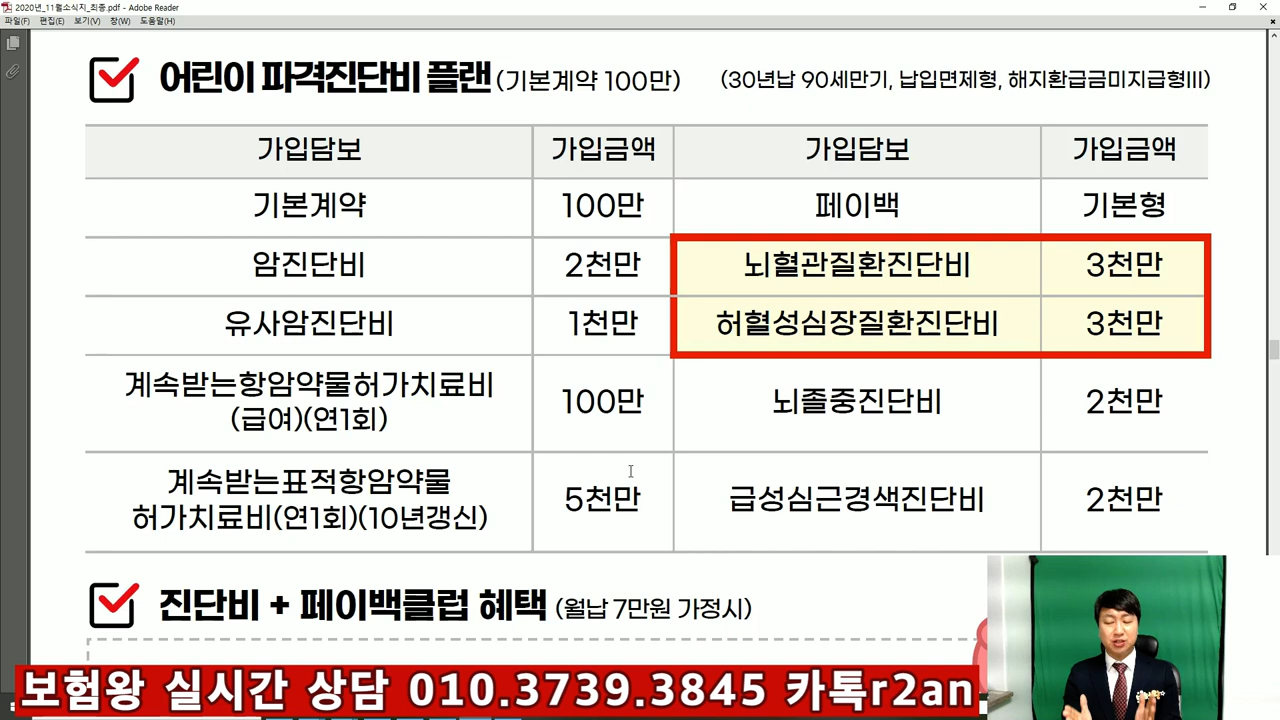 2020년_11월소식지_최종.pdf - Adobe Reader
파일(F) 편집(E) 보기(V) 창(W) 도움말(H)
어린이 파격진단비 플랜 (기본계약 100만) (30년납 90세만기, 납입면제형, 해지환급금미지급형III)
가입담보 가입금액 가입담보 가입금액
기본계약 100만 페이백 기본형
암진단비 2천만 뇌혈관질환진단비 3천만
유사암진단비 1천만 허혈성심장질환진단비 3천만
계속받는항암약물허가치료비
(급여)(연1회) 100만 뇌졸중진단비 2천만
계속받는표적항암약물
허가치료비(연1회)(10년갱신) 5천만 급성심근경색진단비 2천만
진단비 + 페이백클럽 혜택 (월납 7만원 가정시)
보험왕 실시간 상담 010.3739.3845 카톡r2an